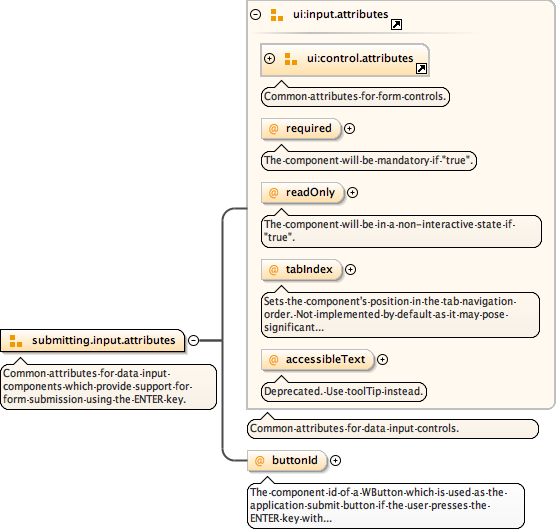 ui:input.attributes
ui:control.attributes
Common attributes for form controls.
@ required
The component will be mandatory if "true".
@ readOnly
The component will be in a non-interactive state if
"true".
@ tabIndex
Sets the component's position in the tab navigation
order. Not implemented by default as it may pose
significant...
@ accessibleText
Deprecated. Use toolTip instead.
Common attributes for data input controls.
submitting.input.attributes
Common attributes for data input
components which provide support for
form submission using the ENTER key.
@ buttonId
The component id of a WButton which is used as the
application submit button if the user presses the
ENTER key with...